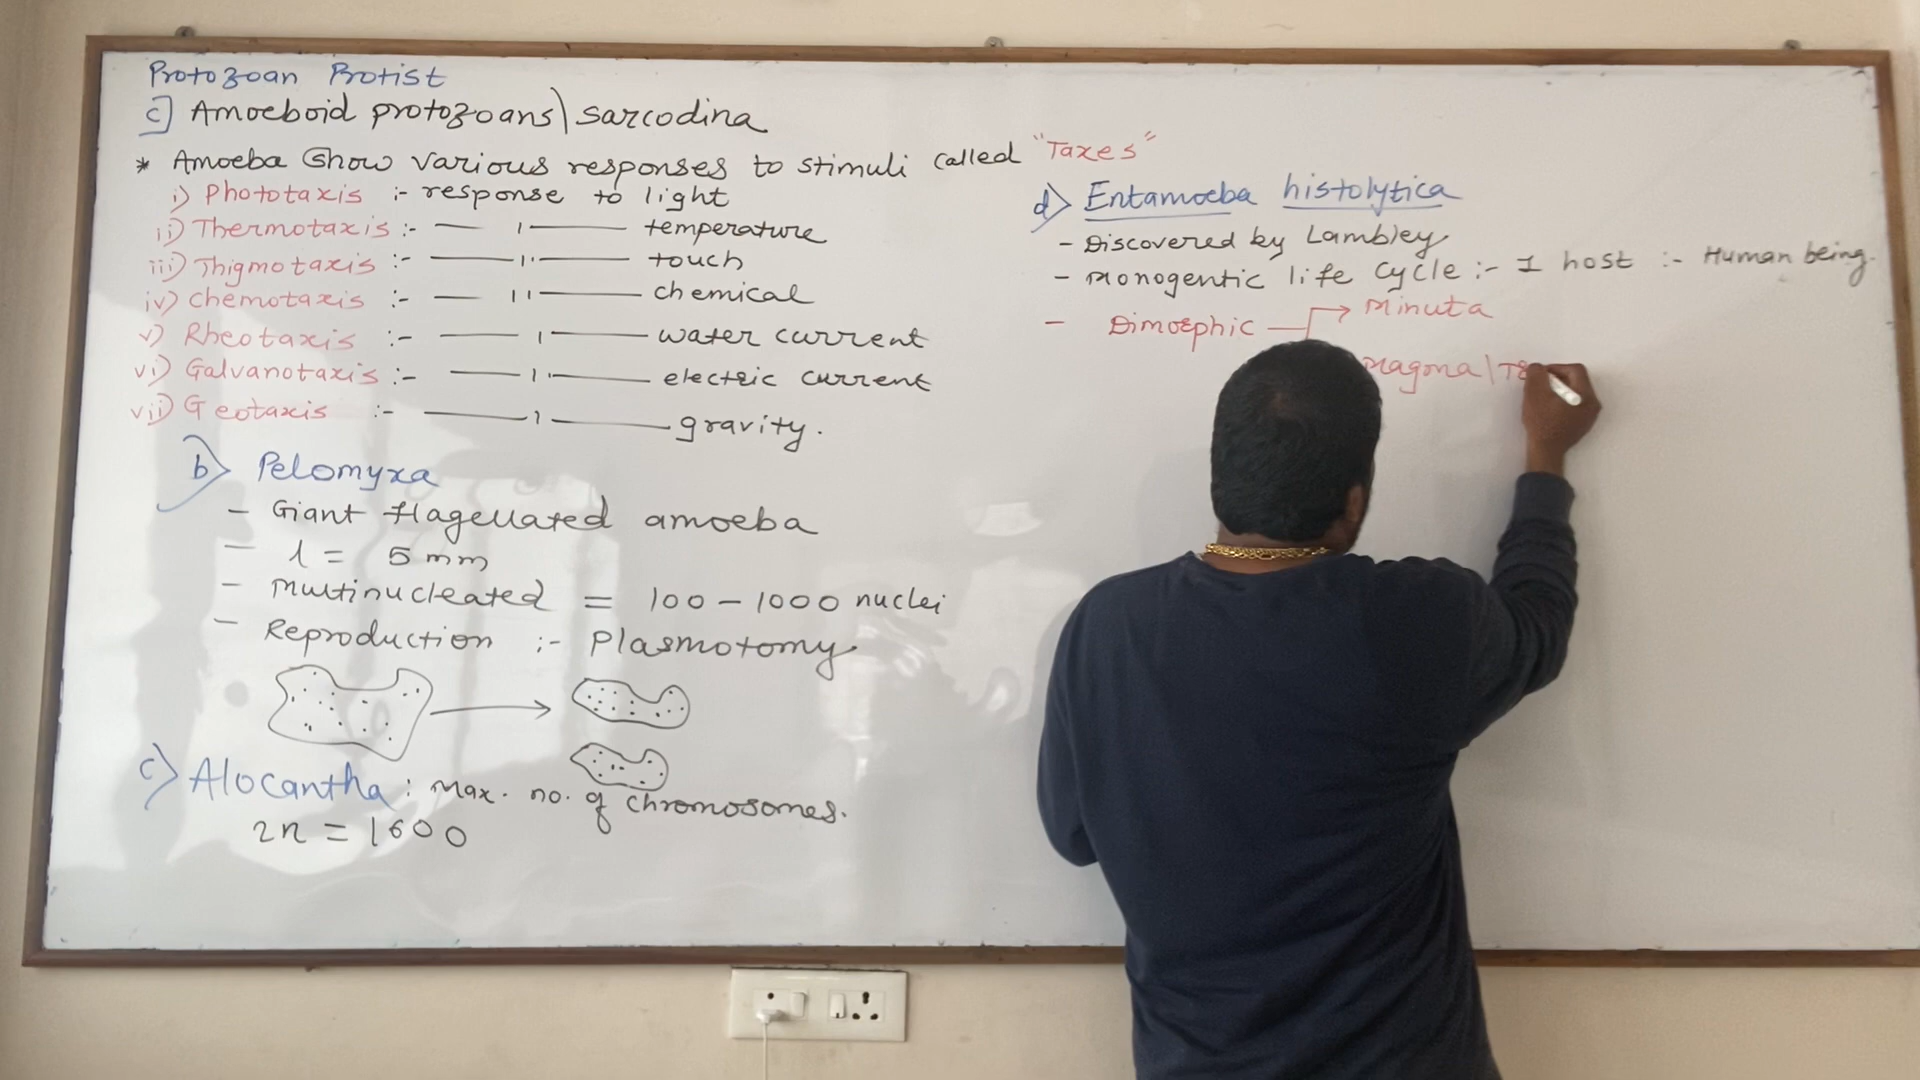 Protozoan Protist
c] Amoeboid protozoans\sarcodina
* Amoeba show various responses to stimuli called "Taxes"
i) Phototaxis :- response to light
ii) Thermotaxis :- — 1 — temperature
iii) Thigmotaxis :- — 11 — touch
iv) chemotaxis :- — 11 — chemical
v) Rheotaxis :- — 1 — water current
vi) Galvanotaxis :- — 1 — electric current
vii) Geotaxis :- — 1 — gravity.
b) Pelomyxa
- Giant flagellated amoeba
- l = 5 mm
- Multinucleated = 100 - 1000 nuclei
- Reproduction :- Plasmotomy
c) Alocantha : Max. no. of chromosomes.
2n = 1600
d) Entamoeba histolytica
- Discovered by Lambley
- Monogentic life cycle :- I host :- Human being.
- Dimorphic
Minuta
Magma \